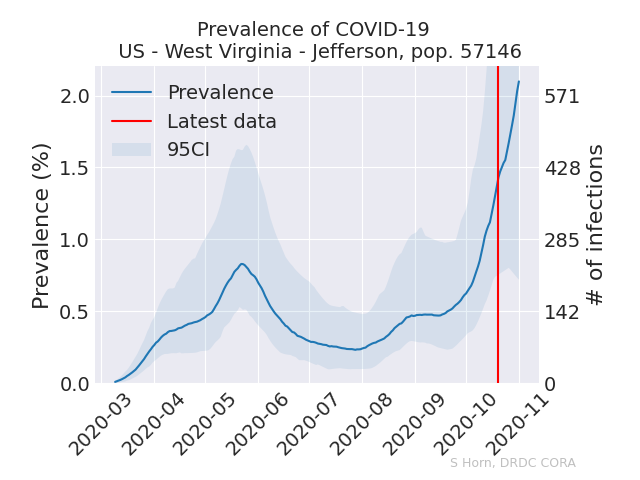 Prevalence of COVID-19
US - West Virginia - Jefferson, pop. 57146
Prevalence
Latest data
95CI
Prevalence (%)
2.0
1.5
1.0
0.5
0.0
571
428
285
142
0
# of infections
2020-03
2020-04
2020-05
2020-06
2020-07
2020-08
2020-09
2020-10
2020-11
S Horn, DRDC CORA